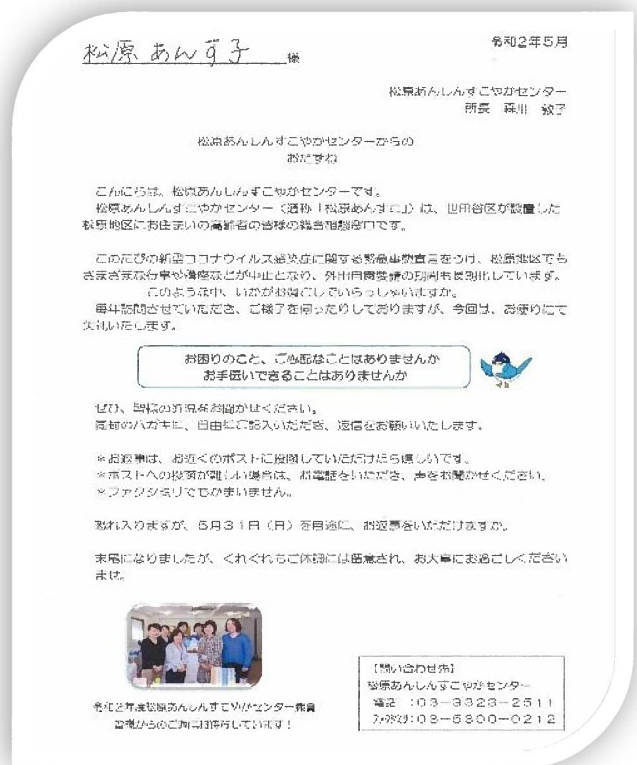 松原あんず子 様
令和2年5月
松原あんしんすこやかセンター
所長 森川 敦子
松原あんしんすこやかセンターからの
おたずね
こんにちは、松原あんしんすこやかセンターです。
松原あんしんすこやかセンター（通称「松原あんすこ」）は、世田谷区が設置した
松原地区にお住まいの高齢者の皆様の総合相談窓口です。
このたびの新型コロナウイルス感染症に関する緊急事態宣言をうけ、松原地区でも
さまざまな行事や講座などが中止となり、外出自粛要請の期間も長期化しています。
このような中、いかがお過ごしでいらっしゃいますか。
毎年訪問させていただき、ご様子を伺ったりしておりますが、今回は、お便りにて
失礼いたします。
お困りのこと、ご心配なことはありませんか
お手伝いできることはありませんか
ぜひ、皆様の近況をお聞かせください。
同封のハガキに、自由にご記入いただき、返信をお願いいたします。
＊お返事は、お近くのポストに投函していただけたら嬉しいです。
＊ポストへの投函が難しい場合は、お電話をいただき、声をお聞かせください。
＊ファクシミリでもかまいません。
恐れ入りますが、5月31日（日）を目途に、お返事をいただけますか。
末尾になりましたが、くれぐれもご体調には留意され、お大事にお過ごしください
ませ。
令和2年度松原あんしんすこやかセンター職員
皆様からのご返事お待ちしています！
【問い合わせ先】
松原あんしんすこやかセンター
電話 ：03－3323－2511
ファクシミリ：03－5300－0212